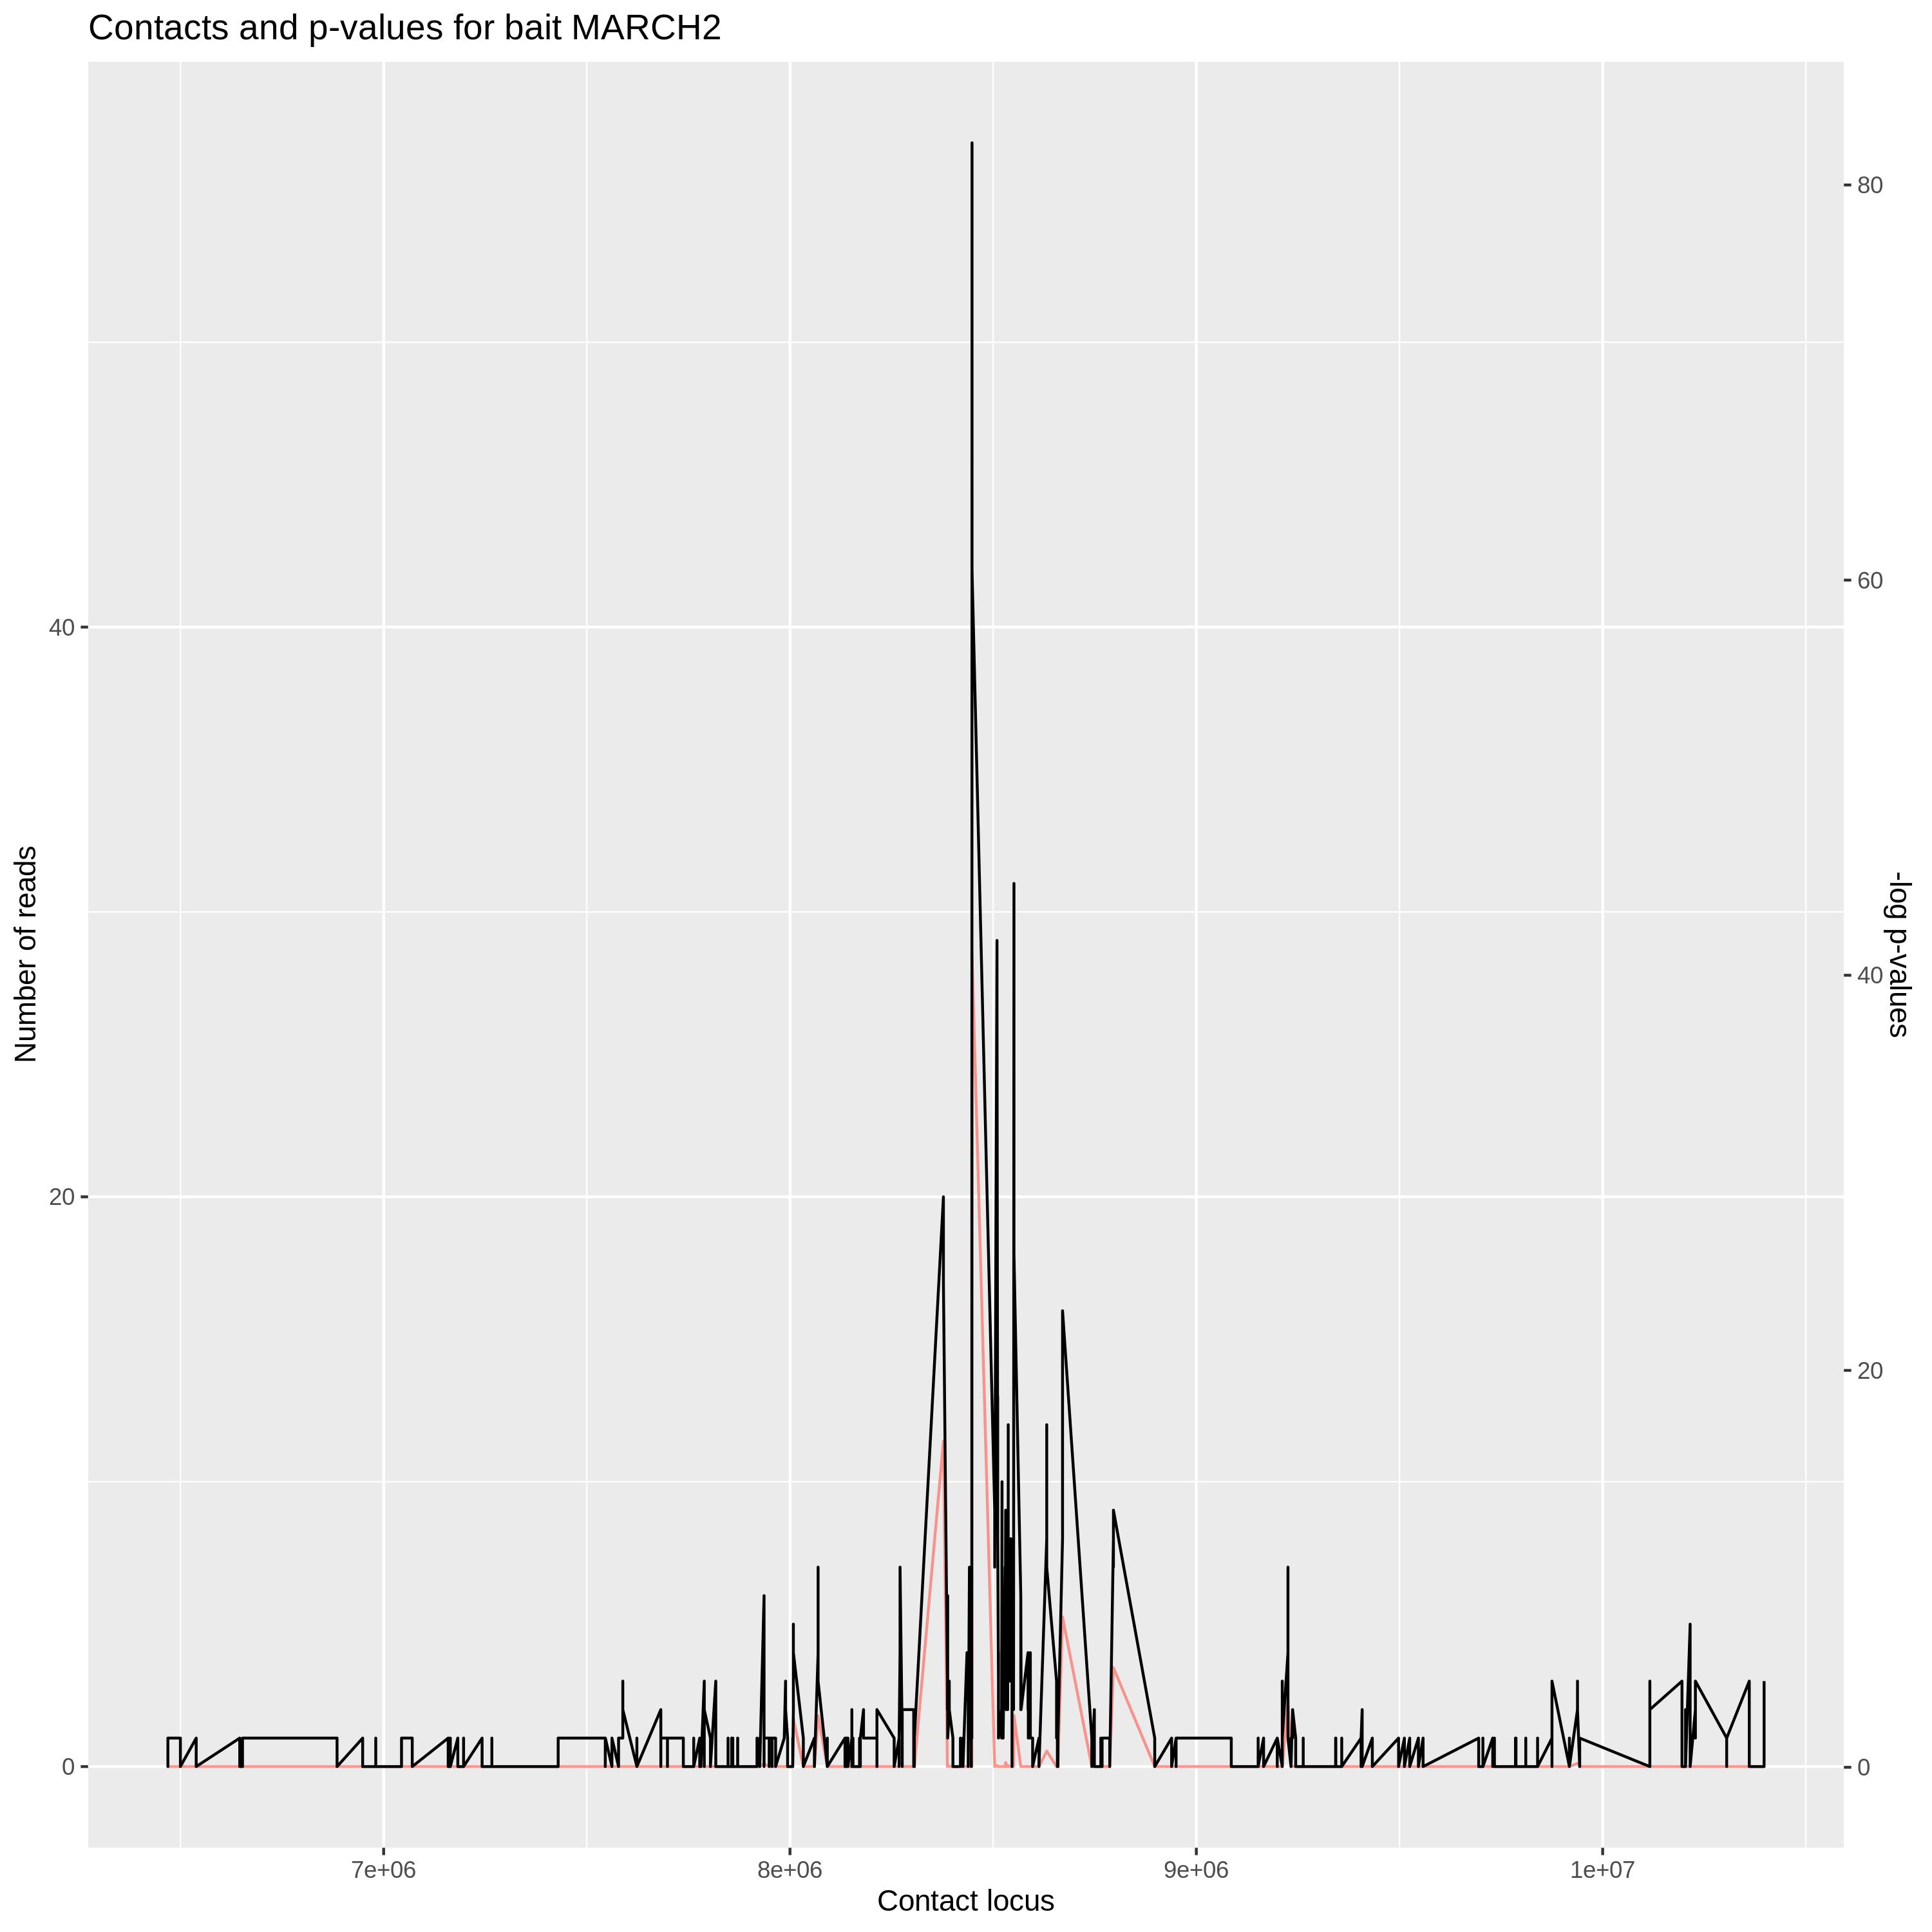 Contacts and p-values for bait MARCH2
Number of reads
40
20
0
80
60
40
20
0
-log p-values
7e+06
8e+06
9e+06
1e+07
Contact locus